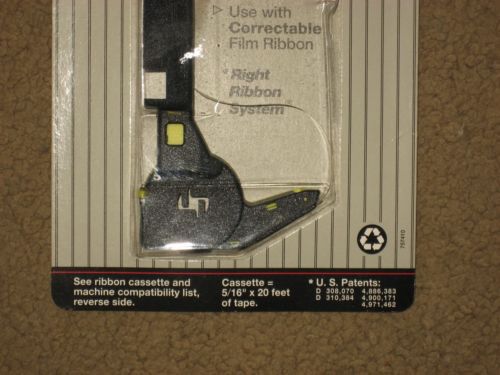 ▷ Use with
Correctable
Film Ribbon
*Right
Ribbon
System®
757410
See ribbon cassette and
machine compatibility list,
reverse side.
Cassette =
5/16" x 20 feet
of tape.
* U. S. Patents:
D 308,070 4,886,383
D 310,384 4,900,171
4,971,462